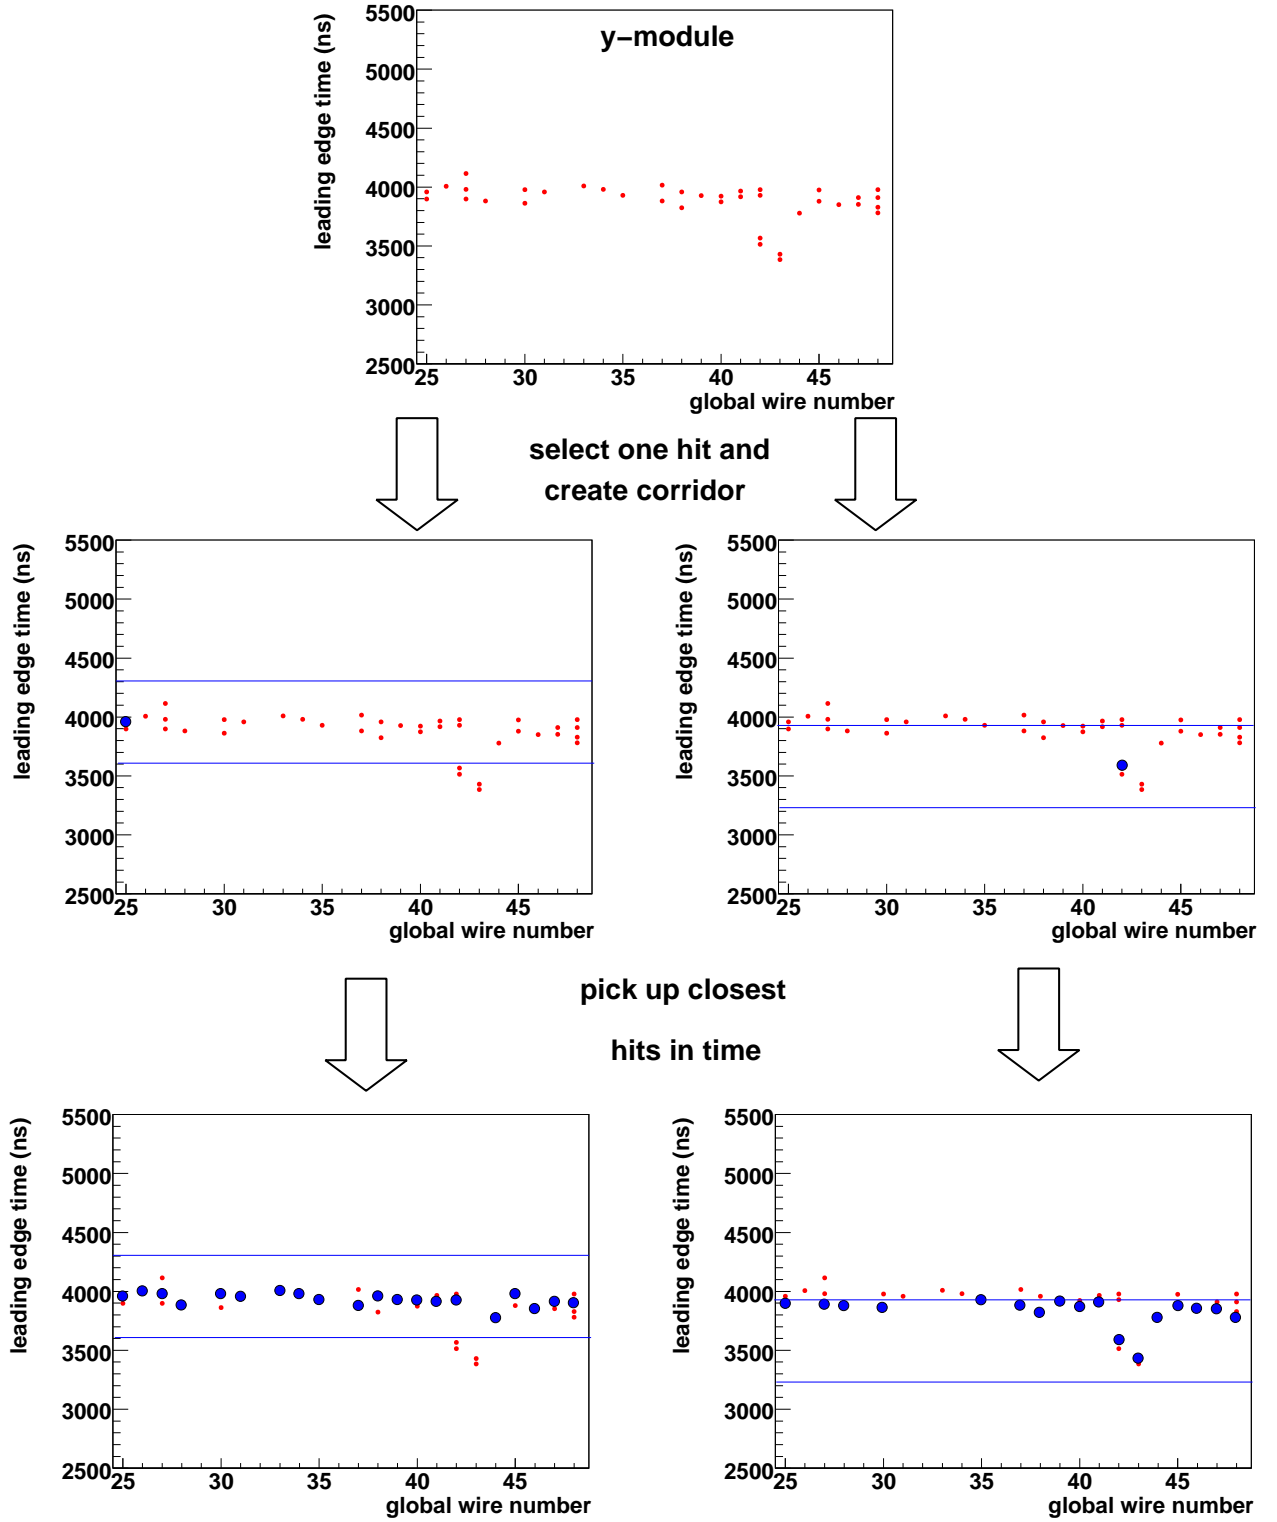 y−module
leading edge time (ns)
5500
5000
4500
4000
3500
3000
2500
25 30 35 40 45
global wire number
select one hit and
create corridor
leading edge time (ns)
5500
5000
4500
4000
3500
3000
2500
25 30 35 40 45
global wire number
leading edge time (ns)
5500
5000
4500
4000
3500
3000
2500
25 30 35 40 45
global wire number
pick up closest
hits in time
leading edge time (ns)
5500
5000
4500
4000
3500
3000
2500
25 30 35 40 45
global wire number
leading edge time (ns)
5500
5000
4500
4000
3500
3000
2500
25 30 35 40 45
global wire number